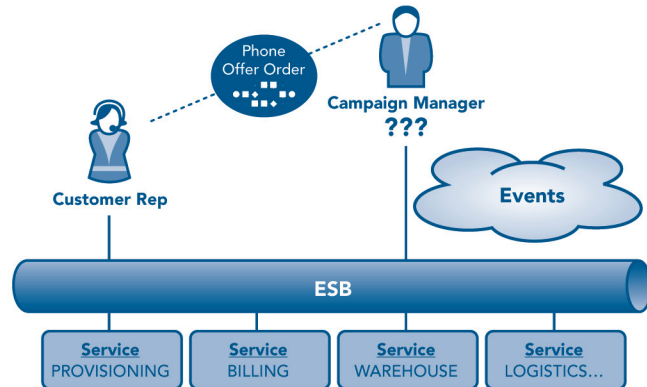 Phone
Offer Order
Campaign Manager
???
Customer Rep
Events
ESB
Service
PROVISIONING
Service
BILLING
Service
WAREHOUSE
Service
LOGISTICS...